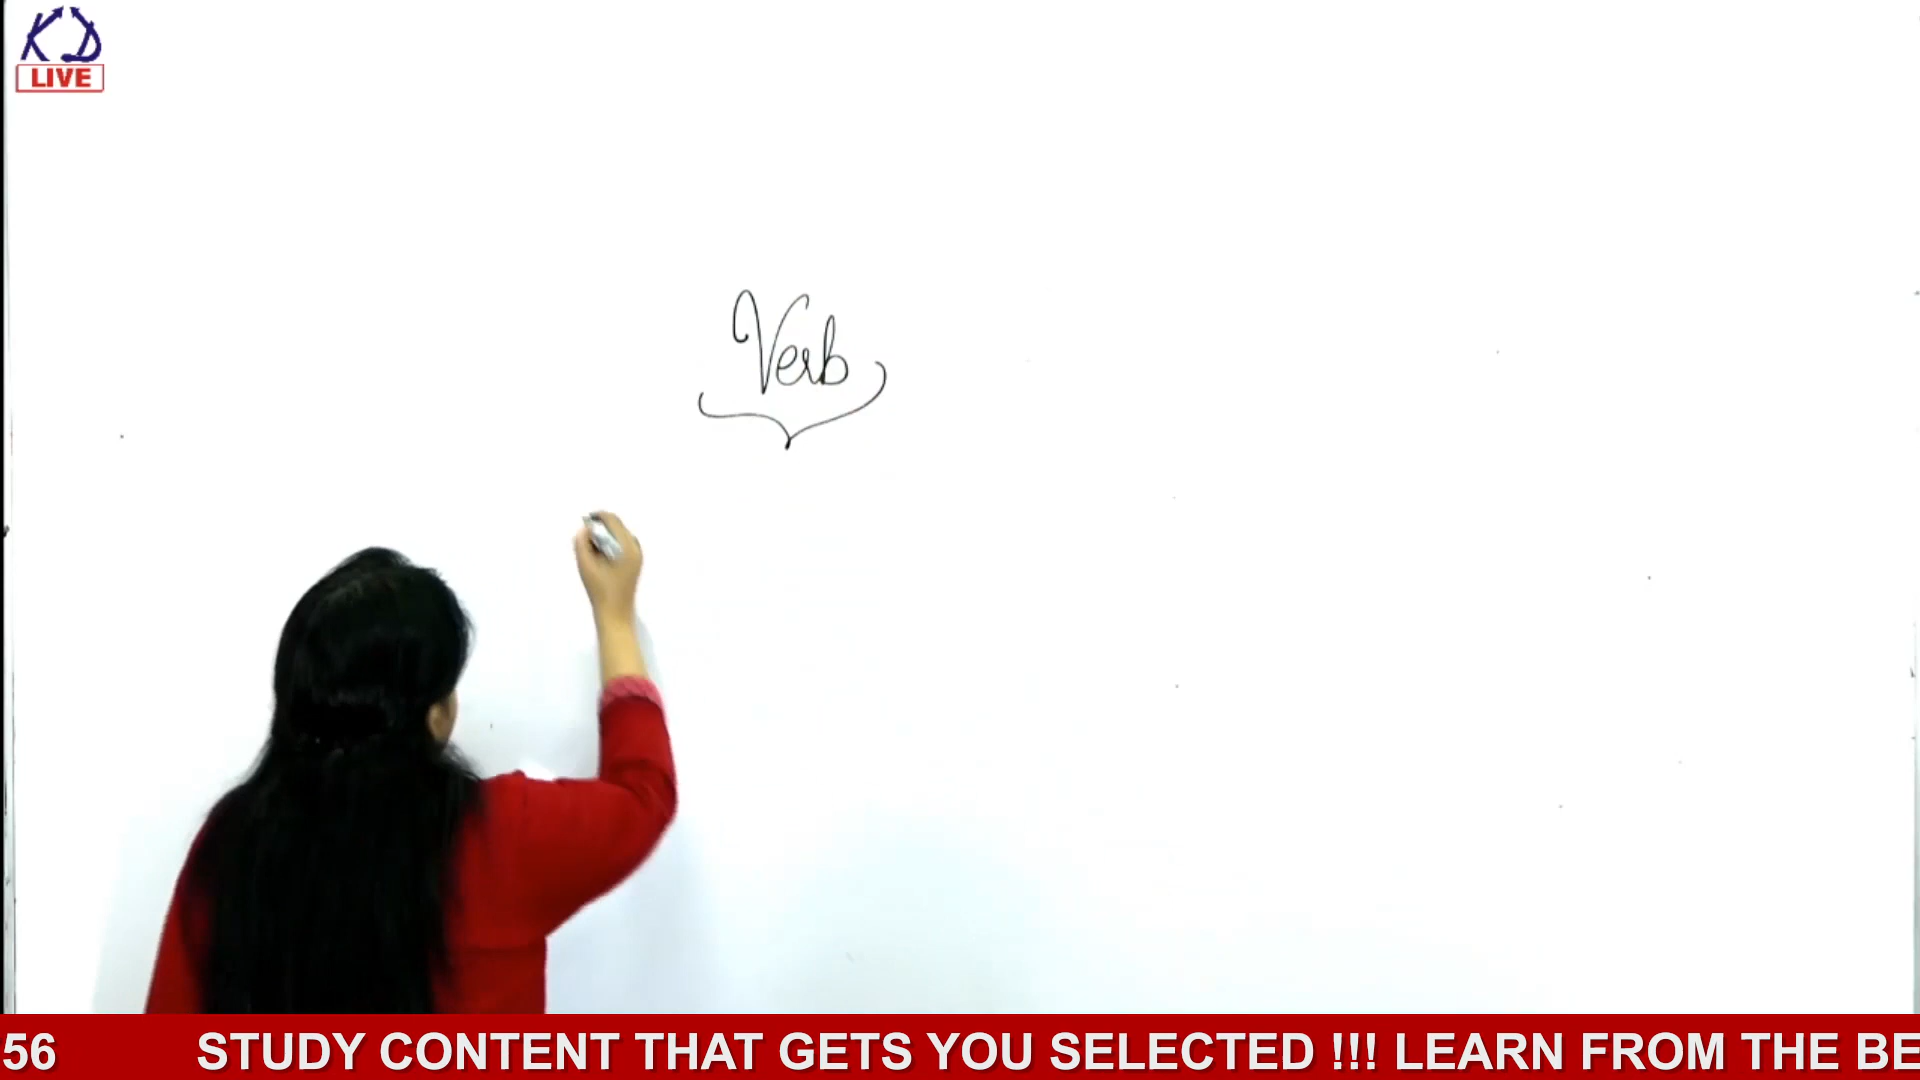 KD
LIVE
Verb
56 STUDY CONTENT THAT GETS YOU SELECTED !!! LEARN FROM THE BE